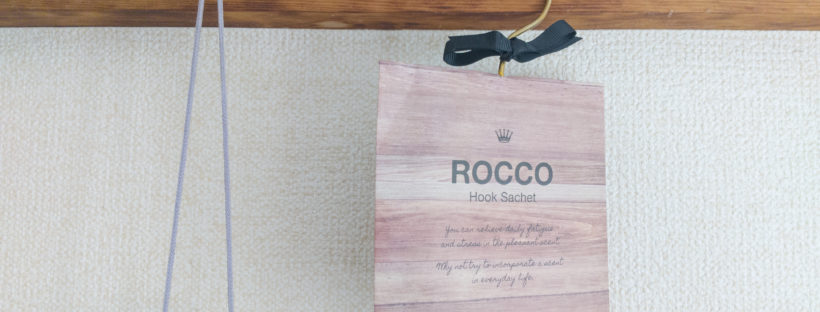 ROCCO
Hook Sachet
You can relieve daily fatigue
and stress in the pleasant scent
Why not try to incorporate a scent
in everyday life.